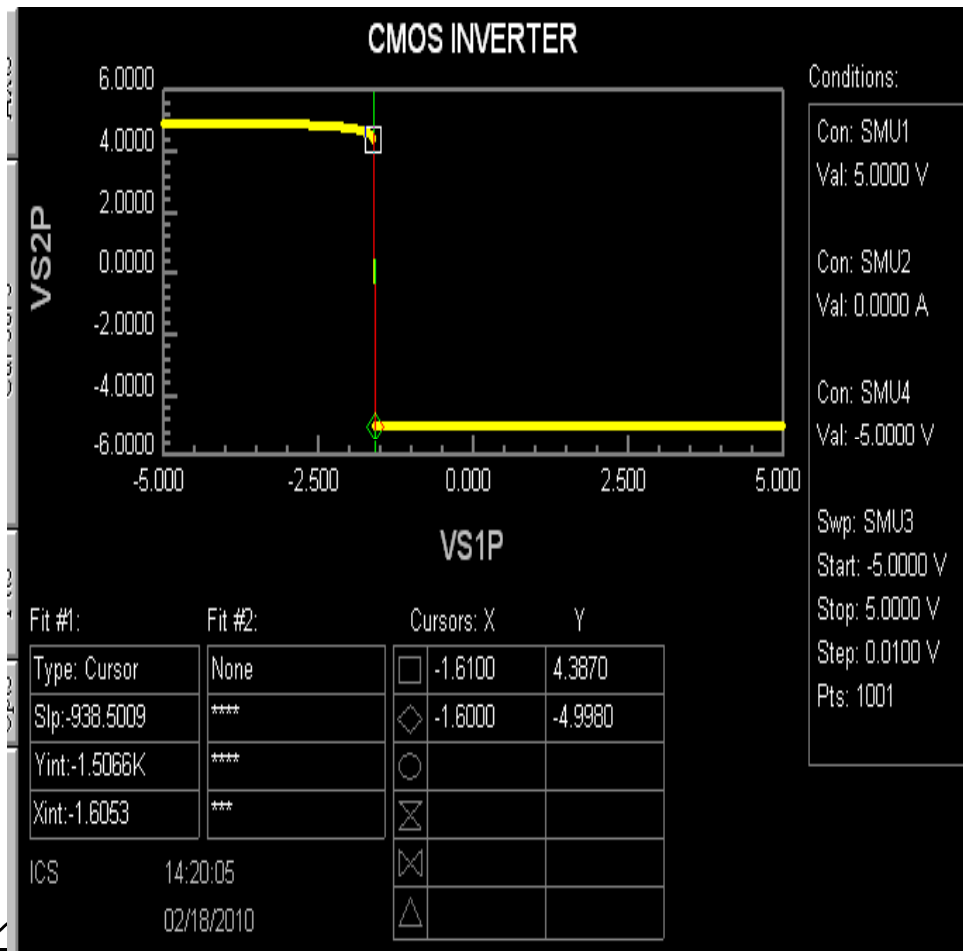 CMOS INVERTER
6.0000
4.0000
2.0000
0.0000
-2.0000
-4.0000
-6.0000
VS2P
-5.000 -2.500 0.000 2.500 5.000
VS1P
Conditions:
Con: SMU1
Val: 5.0000 V
Con: SMU2
Val: 0.0000 A
Con: SMU4
Val: -5.0000 V
Swp: SMU3
Start: -5.0000 V
Stop: 5.0000 V
Step: 0.0100 V
Pts: 1001
Fit #1: Fit #2: Cursors: X Y
Type: Cursor None -1.6100 4.3870
Slp:-938.5009 **** -1.6000 -4.9980
Yint:-1.5066K ****
Xint:-1.6053 ***
ICS 14:20:05
02/18/2010